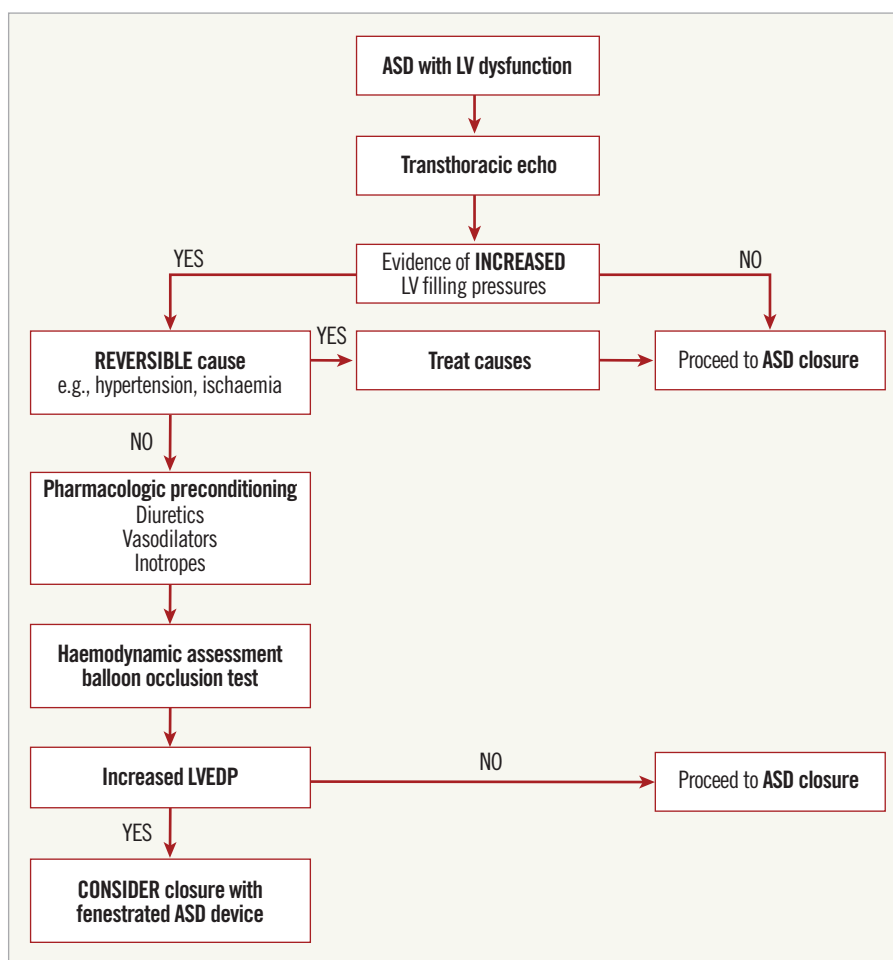 ASD with LV dysfunction
Transthoracic echo
YES
Evidence of INCREASED
LV filling pressures
NO
REVERSIBLE cause
e.g., hypertension, ischaemia
YES
Treat causes
Proceed to ASD closure
NO
Pharmacologic preconditioning
Diuretics
Vasodilators
Inotropes
Haemodynamic assessment
balloon occlusion test
Increased LVEDP
NO
Proceed to ASD closure
YES
CONSIDER closure with
fenestrated ASD device